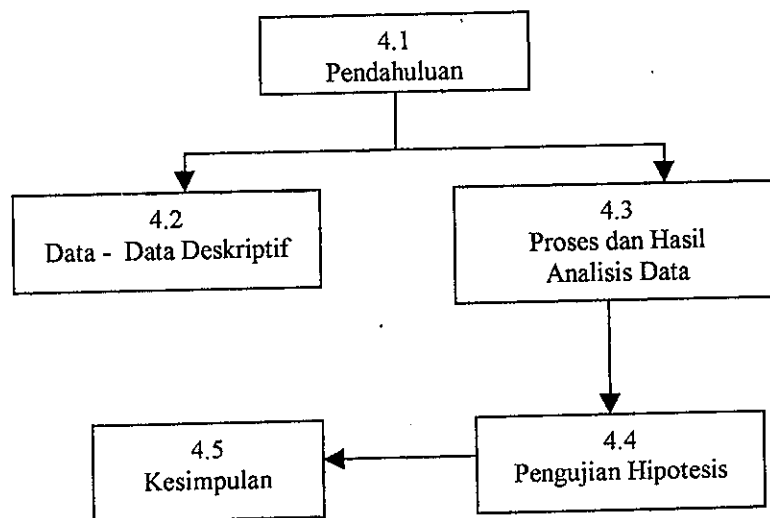 4.1
Pendahuluan
4.2
Data - Data Deskriptif
4.3
Proses dan Hasil
Analisis Data
4.4
Pengujian Hipotesis
4.5
Kesimpulan